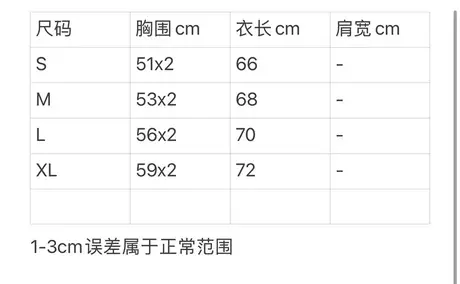 尺码 胸围cm 衣长cm 肩宽cm
S 51x2 66 -
M 53x2 68 -
L 56x2 70 -
XL 59x2 72 -
1-3cm误差属于正常范围